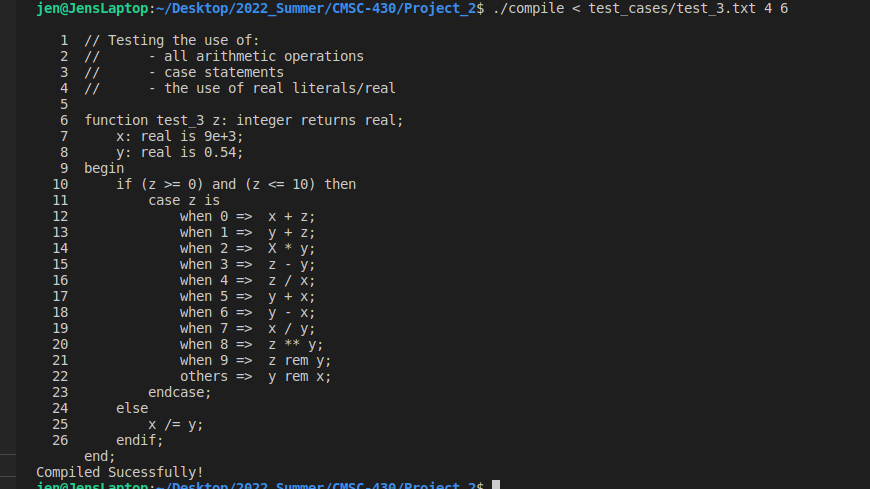 jen@JensLaptop:~/Desktop/2022_Summer/CMSC-430/Project_2$ ./compile < test_cases/test_3.txt 4 6
1 // Testing the use of:
2 //      - all arithmetic operations
3 //      - case statements
4 //      - the use of real literals/real
5
6 function test_3 z: integer returns real;
7     x: real is 9e+3;
8     y: real is 0.54;
9 begin
10     if (z >= 0) and (z <= 10) then
11         case z is
12             when 0 =>  x + z;
13             when 1 =>  y + z;
14             when 2 =>  X * y;
15             when 3 =>  z - y;
16             when 4 =>  z / x;
17             when 5 =>  y + x;
18             when 6 =>  y - x;
19             when 7 =>  x / y;
20             when 8 =>  z ** y;
21             when 9 =>  z rem y;
22             others =>  y rem x;
23         endcase;
24     else
25         x /= y;
26     endif;
end;
Compiled Sucessfully!
jen@JensLaptop:~/Desktop/2022_Summer/CMSC-430/Project_2$